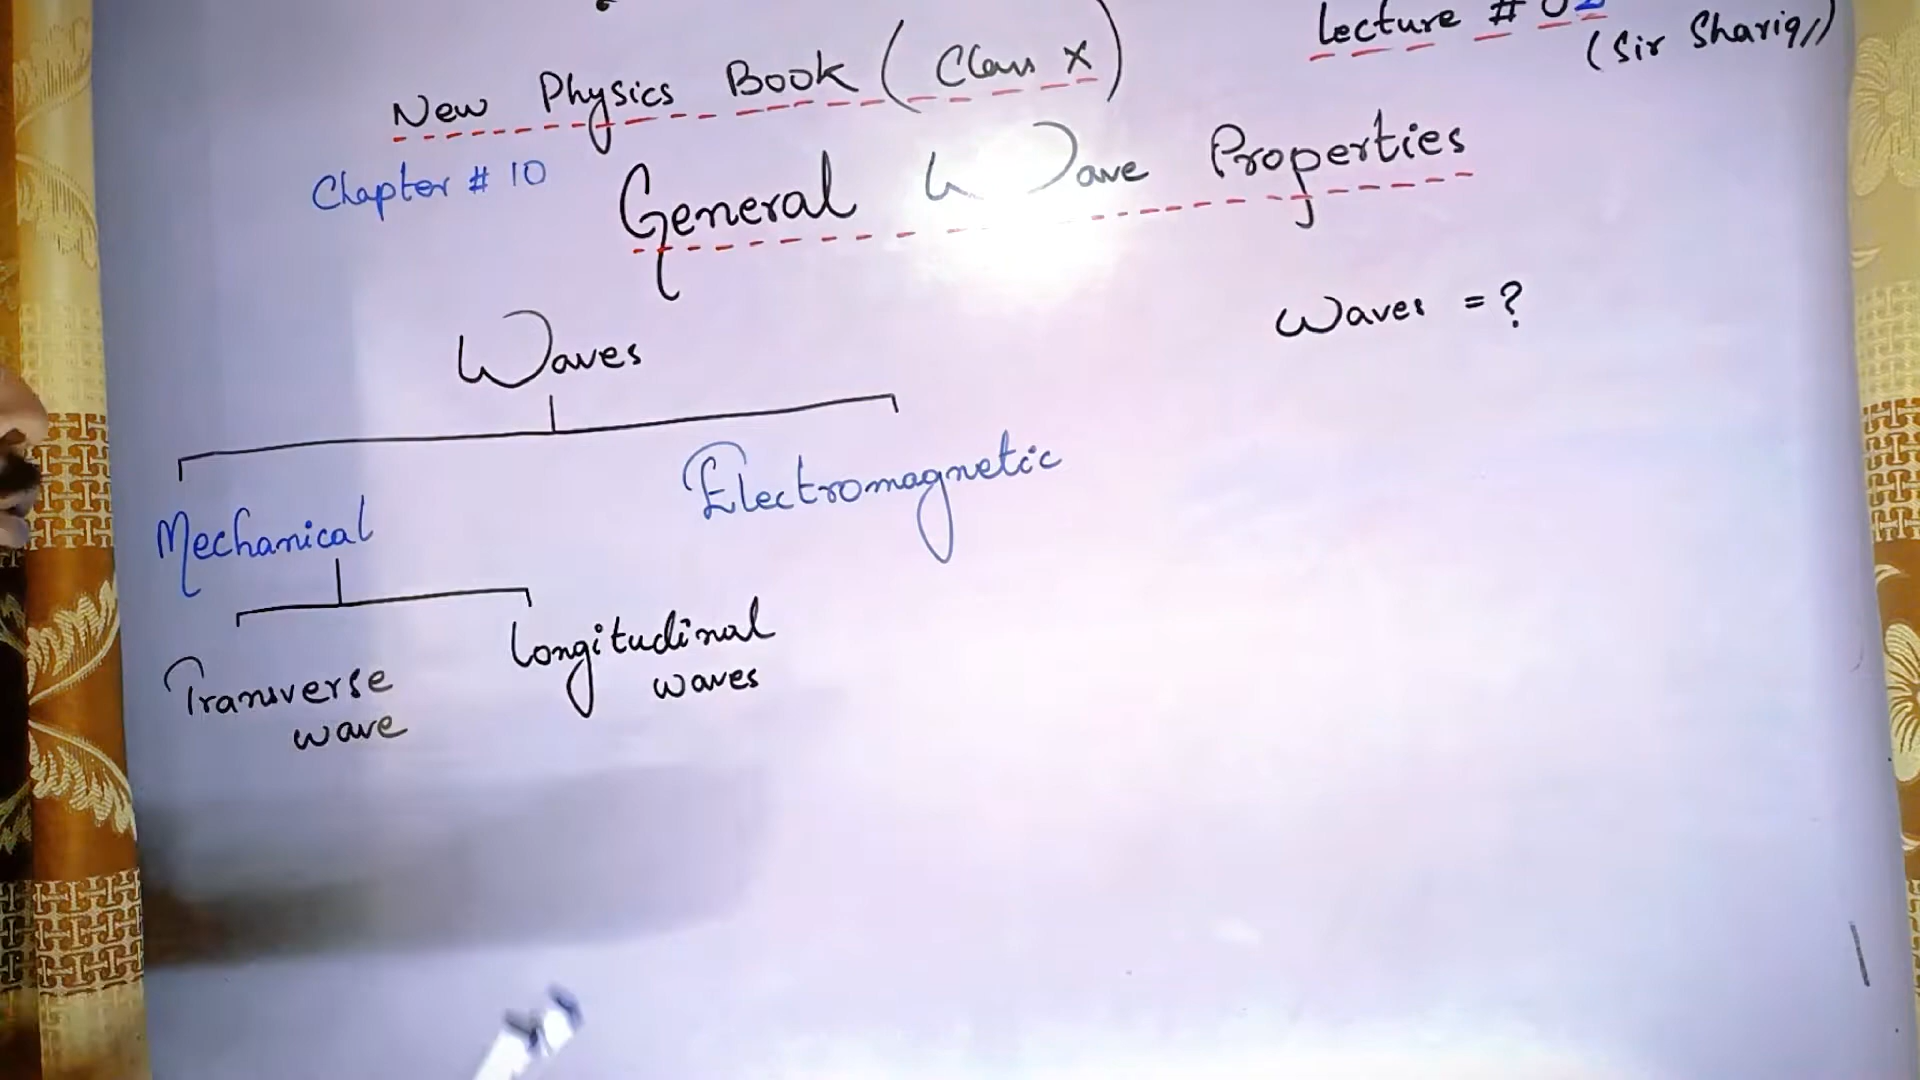 New Physics Book (Class X)
Lecture # 02
(Sir Shariq)
Chapter # 10
General Wave Properties
Waves = ?
Waves
Mechanical
Electromagnetic
Transverse
wave
Longitudinal
waves